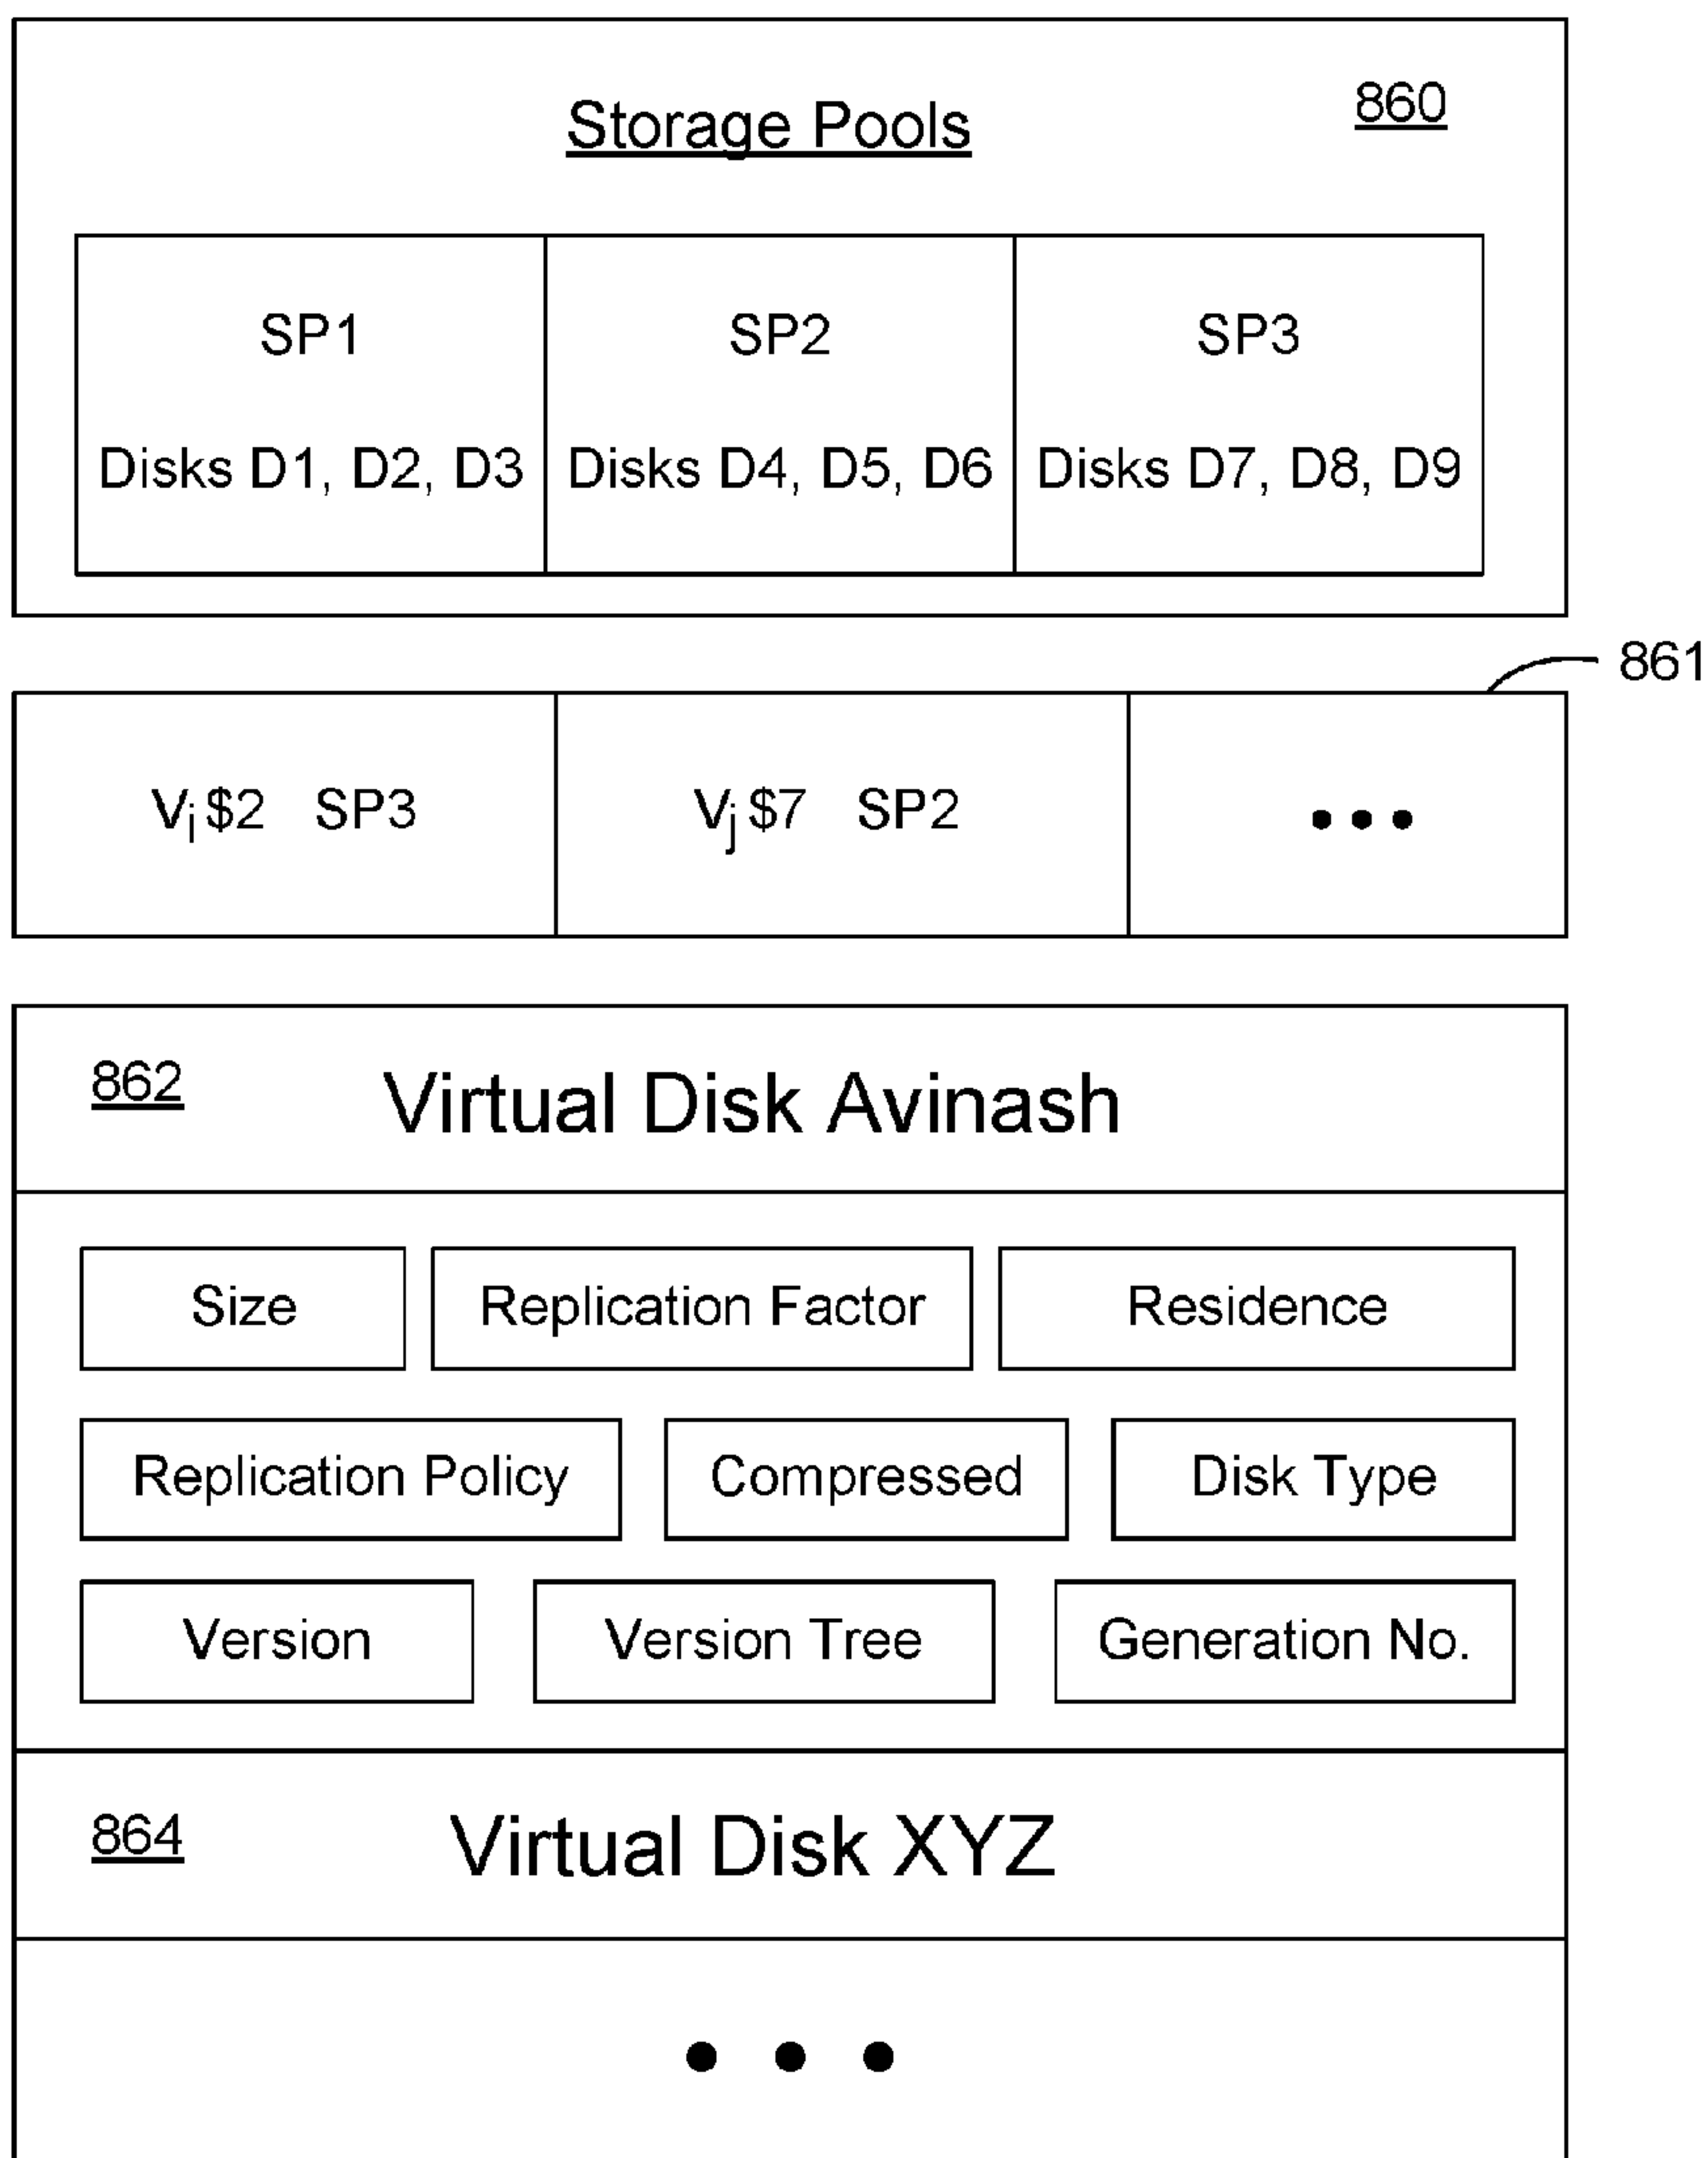 Storage Pools 860
SP1 SP2 SP3
Disks D1, D2, D3 Disks D4, D5, D6 Disks D7, D8, D9
861
Vi$2 SP3 Vj$7 SP2 •••
862 Virtual Disk Avinash
Size Replication Factor Residence
Replication Policy Compressed Disk Type
Version Version Tree Generation No.
864 Virtual Disk XYZ
• • •